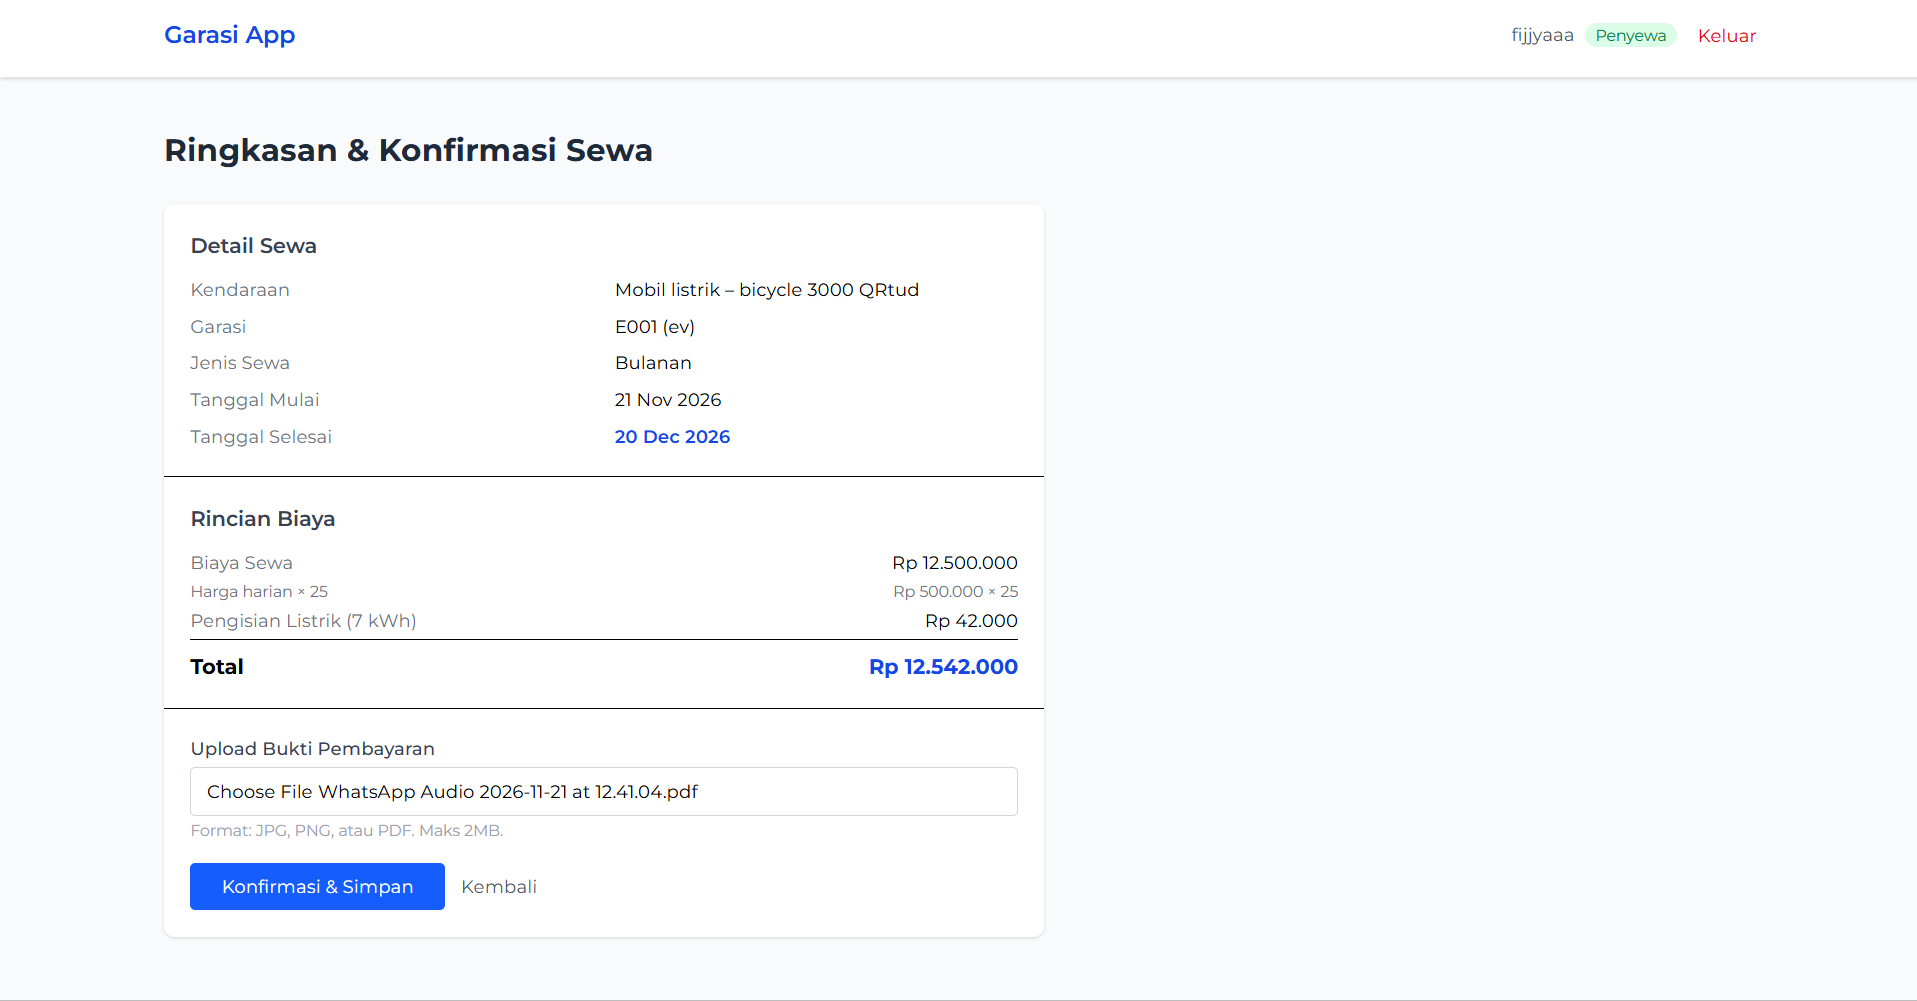 Garasi App
fijjyaaa Penyewa Keluar
Ringkasan & Konfirmasi Sewa
Detail Sewa
Kendaraan Mobil listrik – bicycle 3000 QRtud
Garasi E001 (ev)
Jenis Sewa Bulanan
Tanggal Mulai 21 Nov 2026
Tanggal Selesai 20 Dec 2026
Rincian Biaya
Biaya Sewa Rp 12.500.000
Harga harian × 25 Rp 500.000 × 25
Pengisian Listrik (7 kWh) Rp 42.000
Total Rp 12.542.000
Upload Bukti Pembayaran
Choose File WhatsApp Audio 2026-11-21 at 12.41.04.pdf
Format: JPG, PNG, atau PDF. Maks 2MB.
Konfirmasi & Simpan Kembali